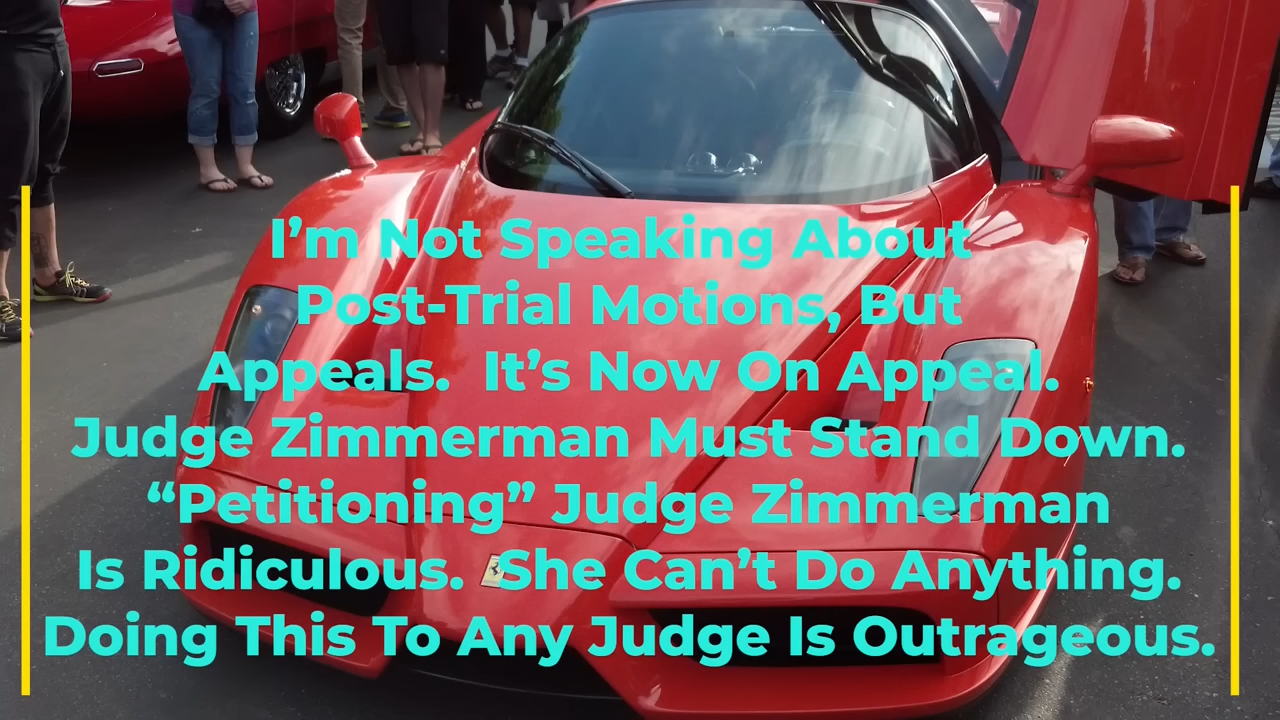 I’m Not Speaking About
Post-Trial Motions, But
Appeals.  It’s Now On Appeal.
Judge Zimmerman Must Stand Down.
“Petitioning” Judge Zimmerman
Is Ridiculous.  She Can’t Do Anything.
Doing This To Any Judge Is Outrageous.